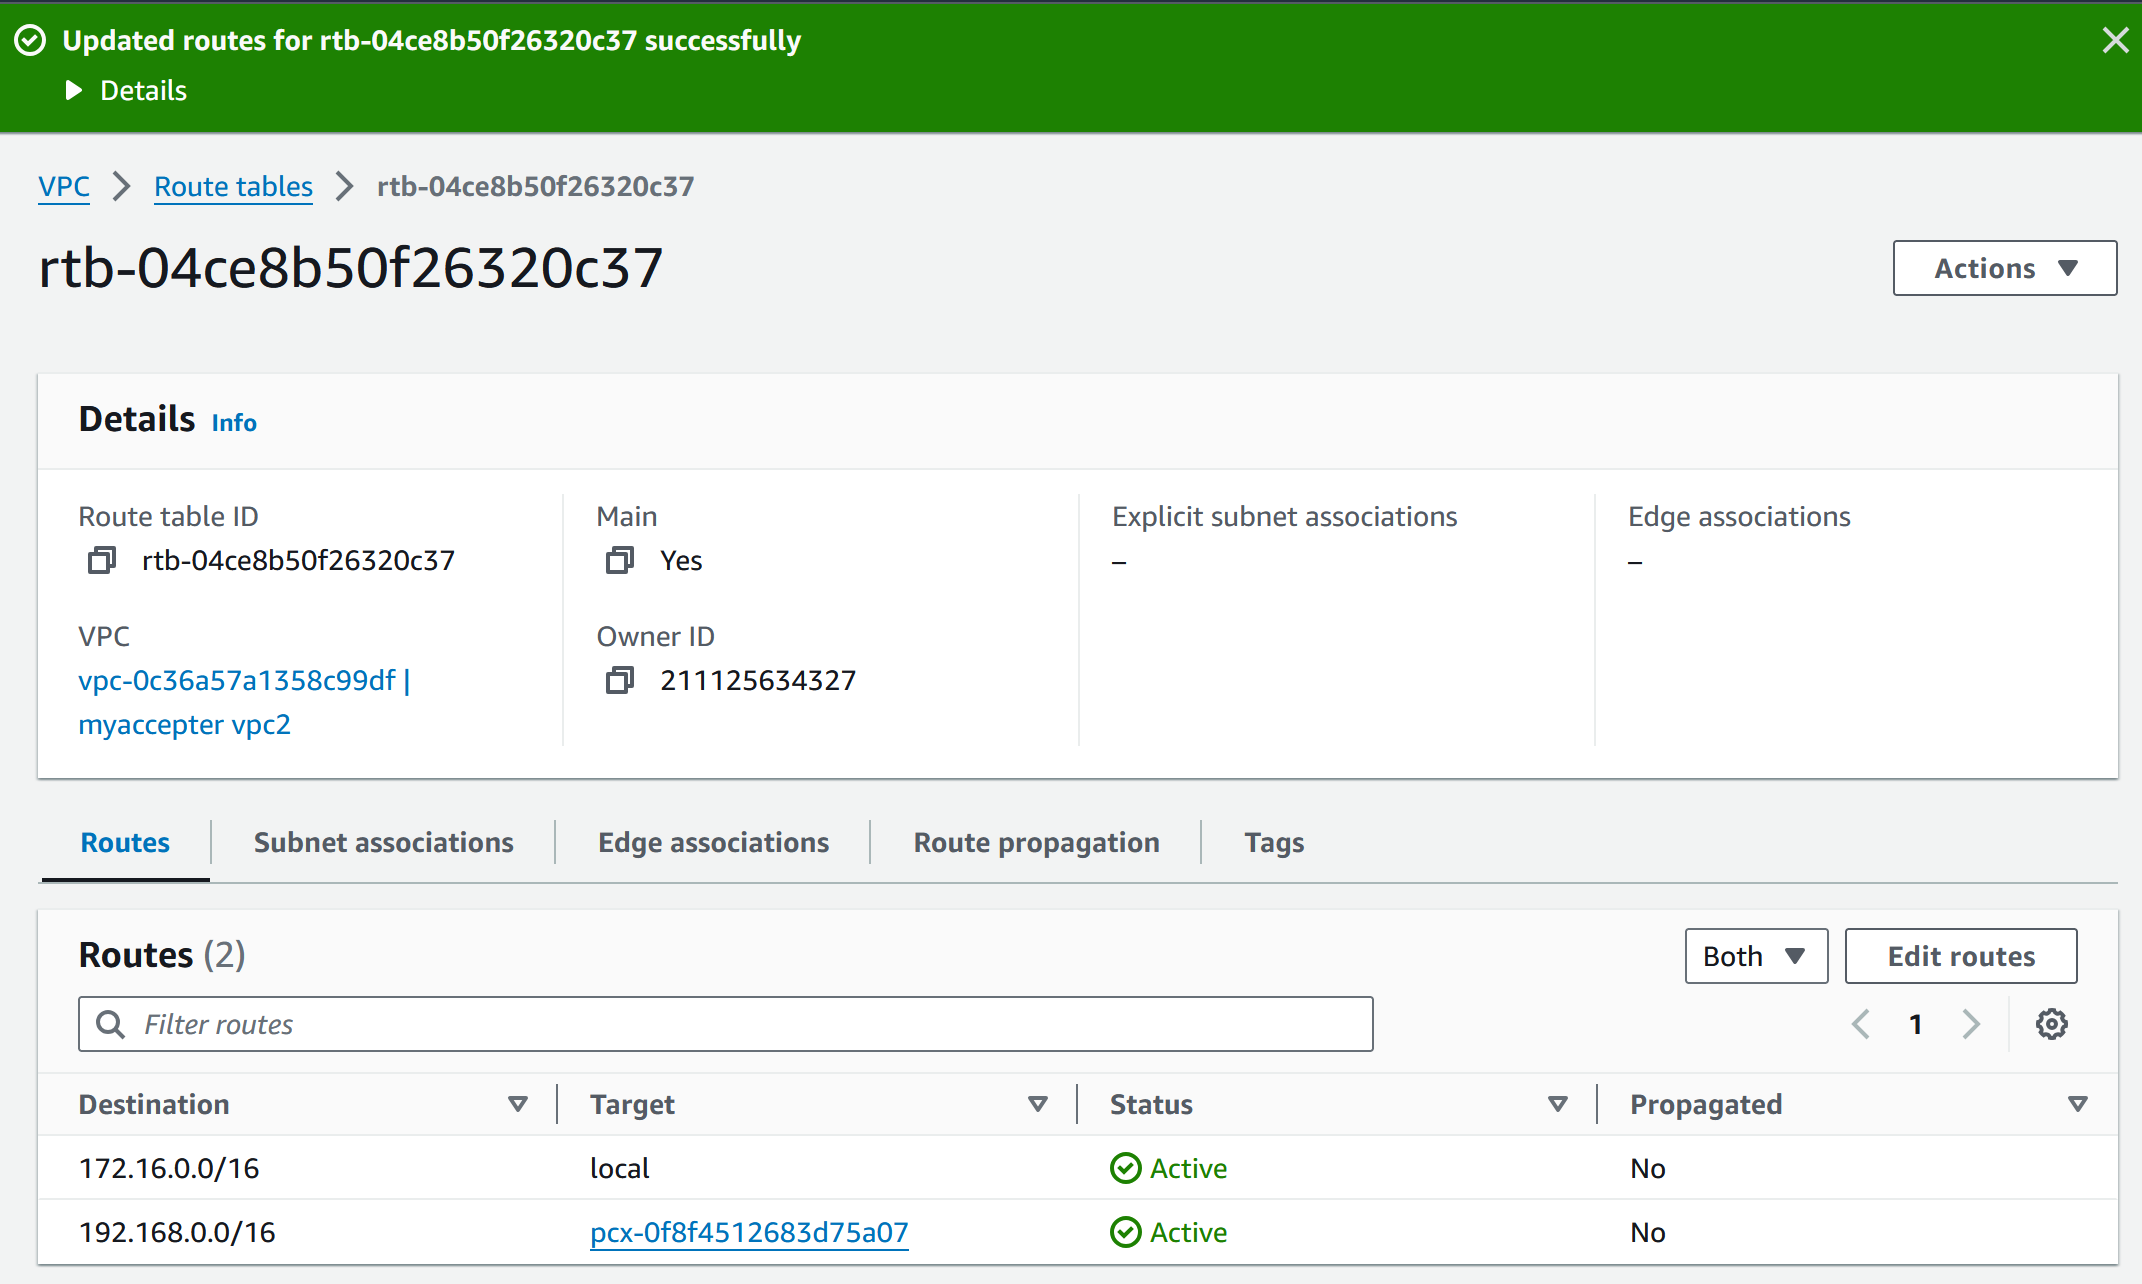 Updated routes for rtb-04ce8b50f26320c37 successfully
Details
VPC > Route tables > rtb-04ce8b50f26320c37
rtb-04ce8b50f26320c37
Actions
Details Info
Route table ID
rtb-04ce8b50f26320c37
Main
Yes
Explicit subnet associations
–
Edge associations
–
VPC
vpc-0c36a57a1358c99df |
myaccepter vpc2
Owner ID
211125634327
Routes
Subnet associations
Edge associations
Route propagation
Tags
Routes (2)
Both
Edit routes
Filter routes
1
Destination Target Status Propagated
172.16.0.0/16 local Active No
192.168.0.0/16 pcx-0f8f4512683d75a07 Active No